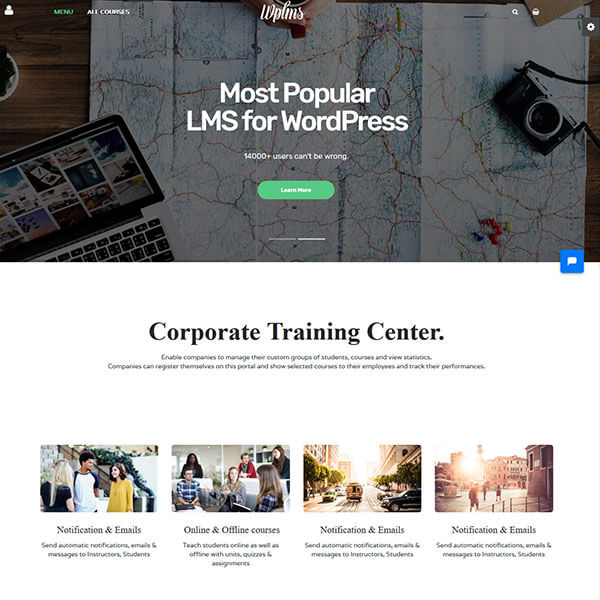 MENU
ALL COURSES
Wplms
Most Popular
LMS for WordPress
14000+ users can't be wrong.
Learn More
Corporate Training Center.
Enable companies to manage their custom groups of students, courses and view statistics.
Companies can register themselves on this portal and show selected courses to their employees and track their performances.
Notification & Emails
Send automatic notifications, emails &
messages to Instructors, Students
Online & Offline courses
Teach students online as well as
offline with units, quizzes &
assignments
Notification & Emails
Send automatic notifications, emails &
messages to Instructors, Students
Notification & Emails
Send automatic notifications, emails &
messages to Instructors, Students